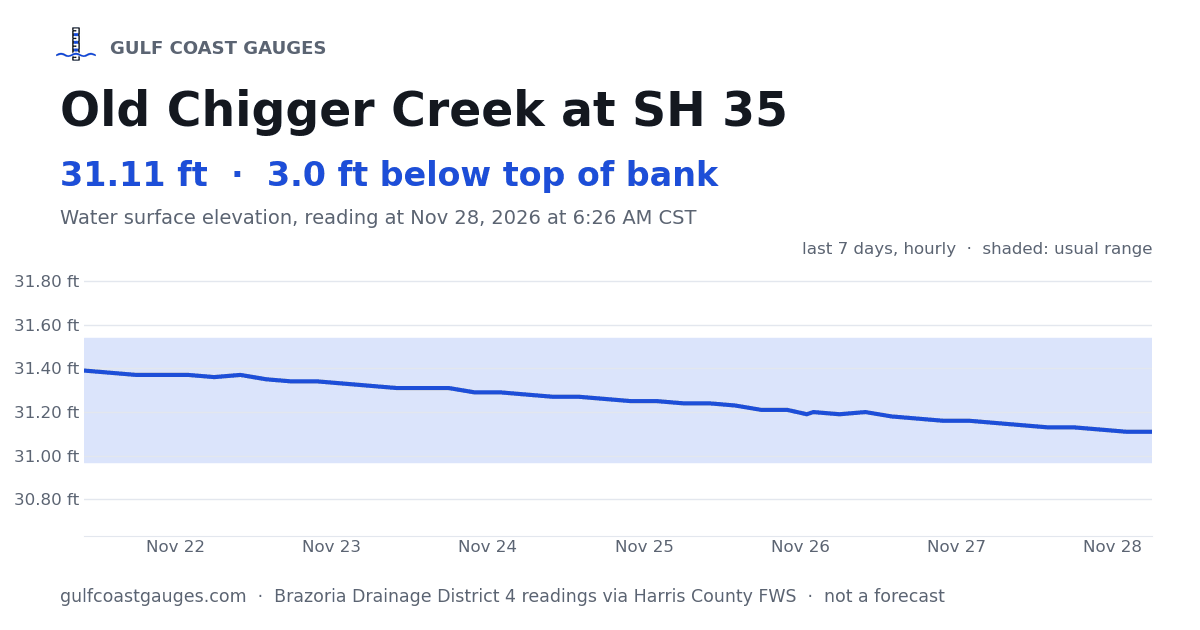 GULF COAST GAUGES
Old Chigger Creek at SH 35
31.11 ft · 3.0 ft below top of bank
Water surface elevation, reading at Nov 28, 2026 at 6:26 AM CST
last 7 days, hourly · shaded: usual range
31.80 ft
31.60 ft
31.40 ft
31.20 ft
31.00 ft
30.80 ft
Nov 22 Nov 23 Nov 24 Nov 25 Nov 26 Nov 27 Nov 28
gulfcoastgauges.com · Brazoria Drainage District 4 readings via Harris County FWS · not a forecast